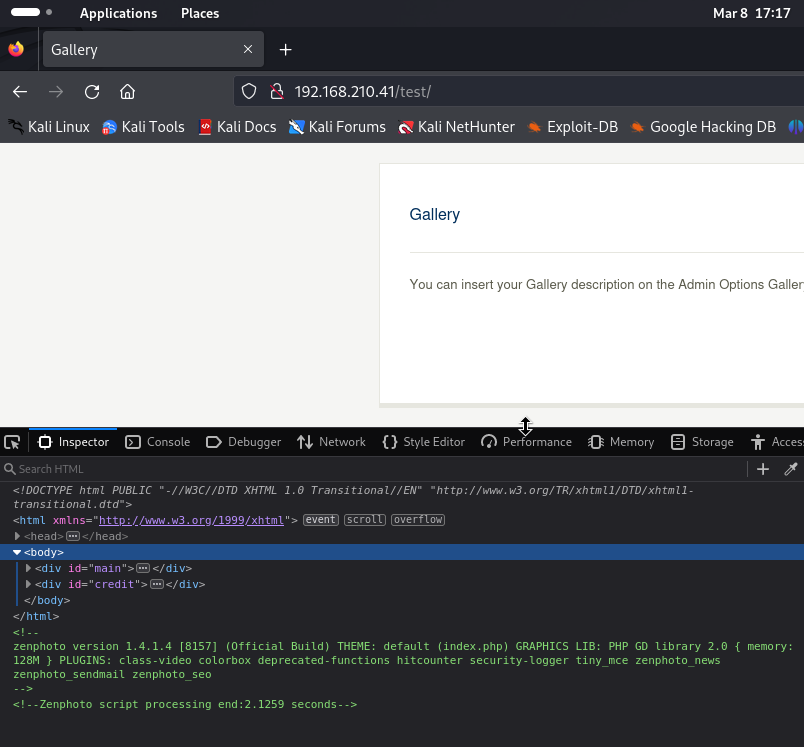 Applications Places Mar 8 17:17
Gallery
192.168.210.41/test/
Kali Linux Kali Tools Kali Docs Kali Forums Kali NetHunter Exploit-DB Google Hacking DB
Gallery
You can insert your Gallery description on the Admin Options Galler
Inspector Console Debugger Network Style Editor Performance Memory Storage Acces
Search HTML
<!DOCTYPE html PUBLIC "-//W3C//DTD XHTML 1.0 Transitional//EN" "http://www.w3.org/TR/xhtml1/DTD/xhtml1-
transitional.dtd">
<html xmlns="http://www.w3.org/1999/xhtml"> event scroll overflow
<head> ⋯ </head>
<body>
<div id="main"> ⋯ </div>
<div id="credit"> ⋯ </div>
</body>
</html>
<!--
zenphoto version 1.4.1.4 [8157] (Official Build) THEME: default (index.php) GRAPHICS LIB: PHP GD library 2.0 { memory:
128M } PLUGINS: class-video colorbox deprecated-functions hitcounter security-logger tiny_mce zenphoto_news
zenphoto_sendmail zenphoto_seo
-->
<!--Zenphoto script processing end:2.1259 seconds-->